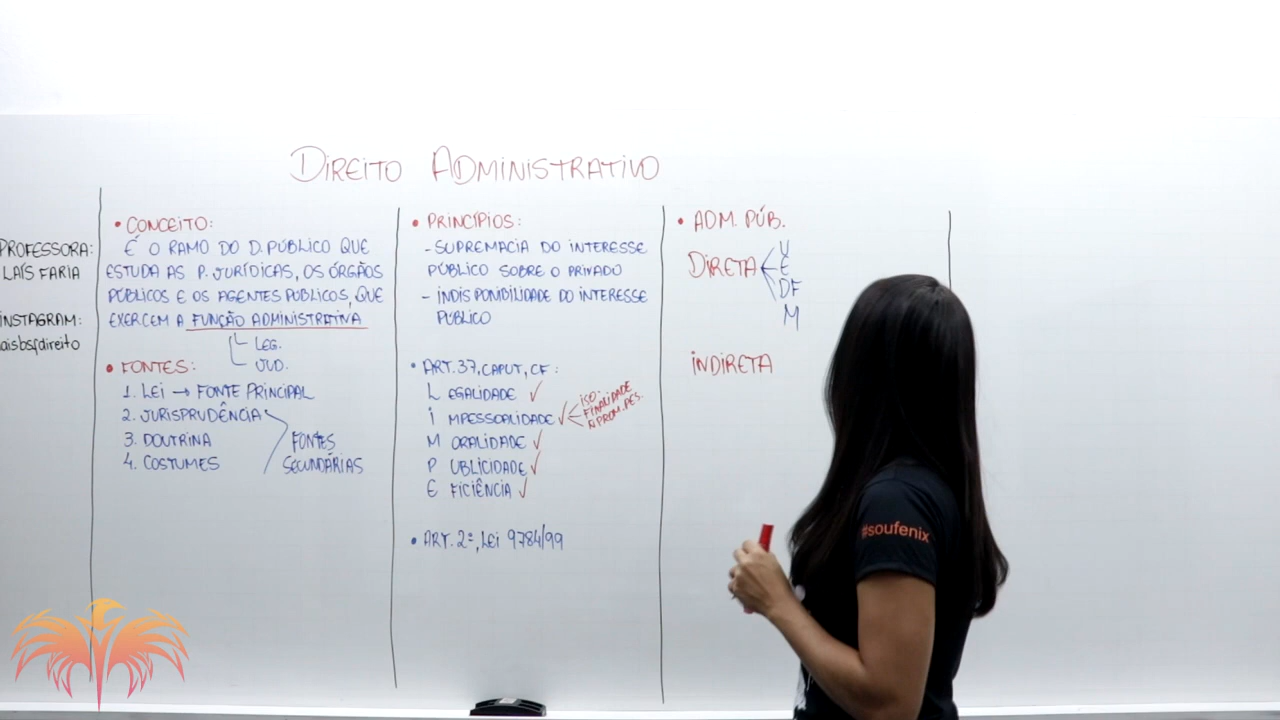 DIREITO ADMINISTRATIVO
PROFESSORA:
LAÍS FARIA
INSTAGRAM:
laisbsfdireito
• CONCEITO:
É O RAMO DO D. PÚBLICO QUE
ESTUDA AS P. JURÍDICAS, OS ÓRGÃOS
PÚBLICOS E OS AGENTES PÚBLICOS, QUE
EXERCEM A FUNÇÃO ADMINISTRATIVA
LEG.
JUD.
• FONTES:
1. LEI → FONTE PRINCIPAL
2. JURISPRUDÊNCIA
3. DOUTRINA
4. COSTUMES
FONTES
SECUNDÁRIAS
• PRINCÍPIOS:
- SUPREMACIA DO INTERESSE
PÚBLICO SOBRE O PRIVADO
- INDISPONIBILIDADE DO INTERESSE
PÚBLICO
• ART. 37, CAPUT, CF:
L EGALIDADE ✓
I MPESSOALIDADE ✓
ISO.
FINALIDADE
Ñ PROM. PES.
M ORALIDADE ✓
P UBLICIDADE ✓
E FICIÊNCIA ✓
• ART. 2º, LEI 9784/99
• ADM. PÚB.
DIRETA
U
E
DF
M
INDIRETA
#soufenix